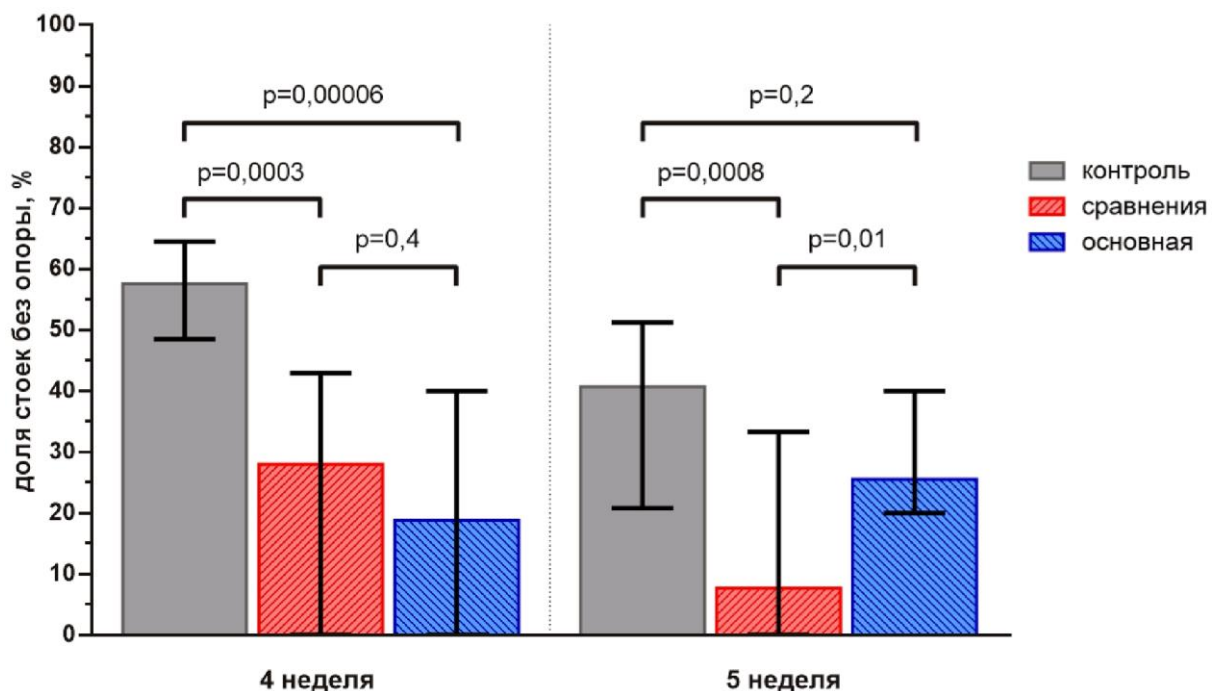 доля стоек без опоры, %
100
90
80
70
60
50
40
30
20
10
0
p=0,00006
p=0,0003
p=0,4
p=0,2
p=0,0008
p=0,01
4 неделя
5 неделя
контроль
сравнения
основная